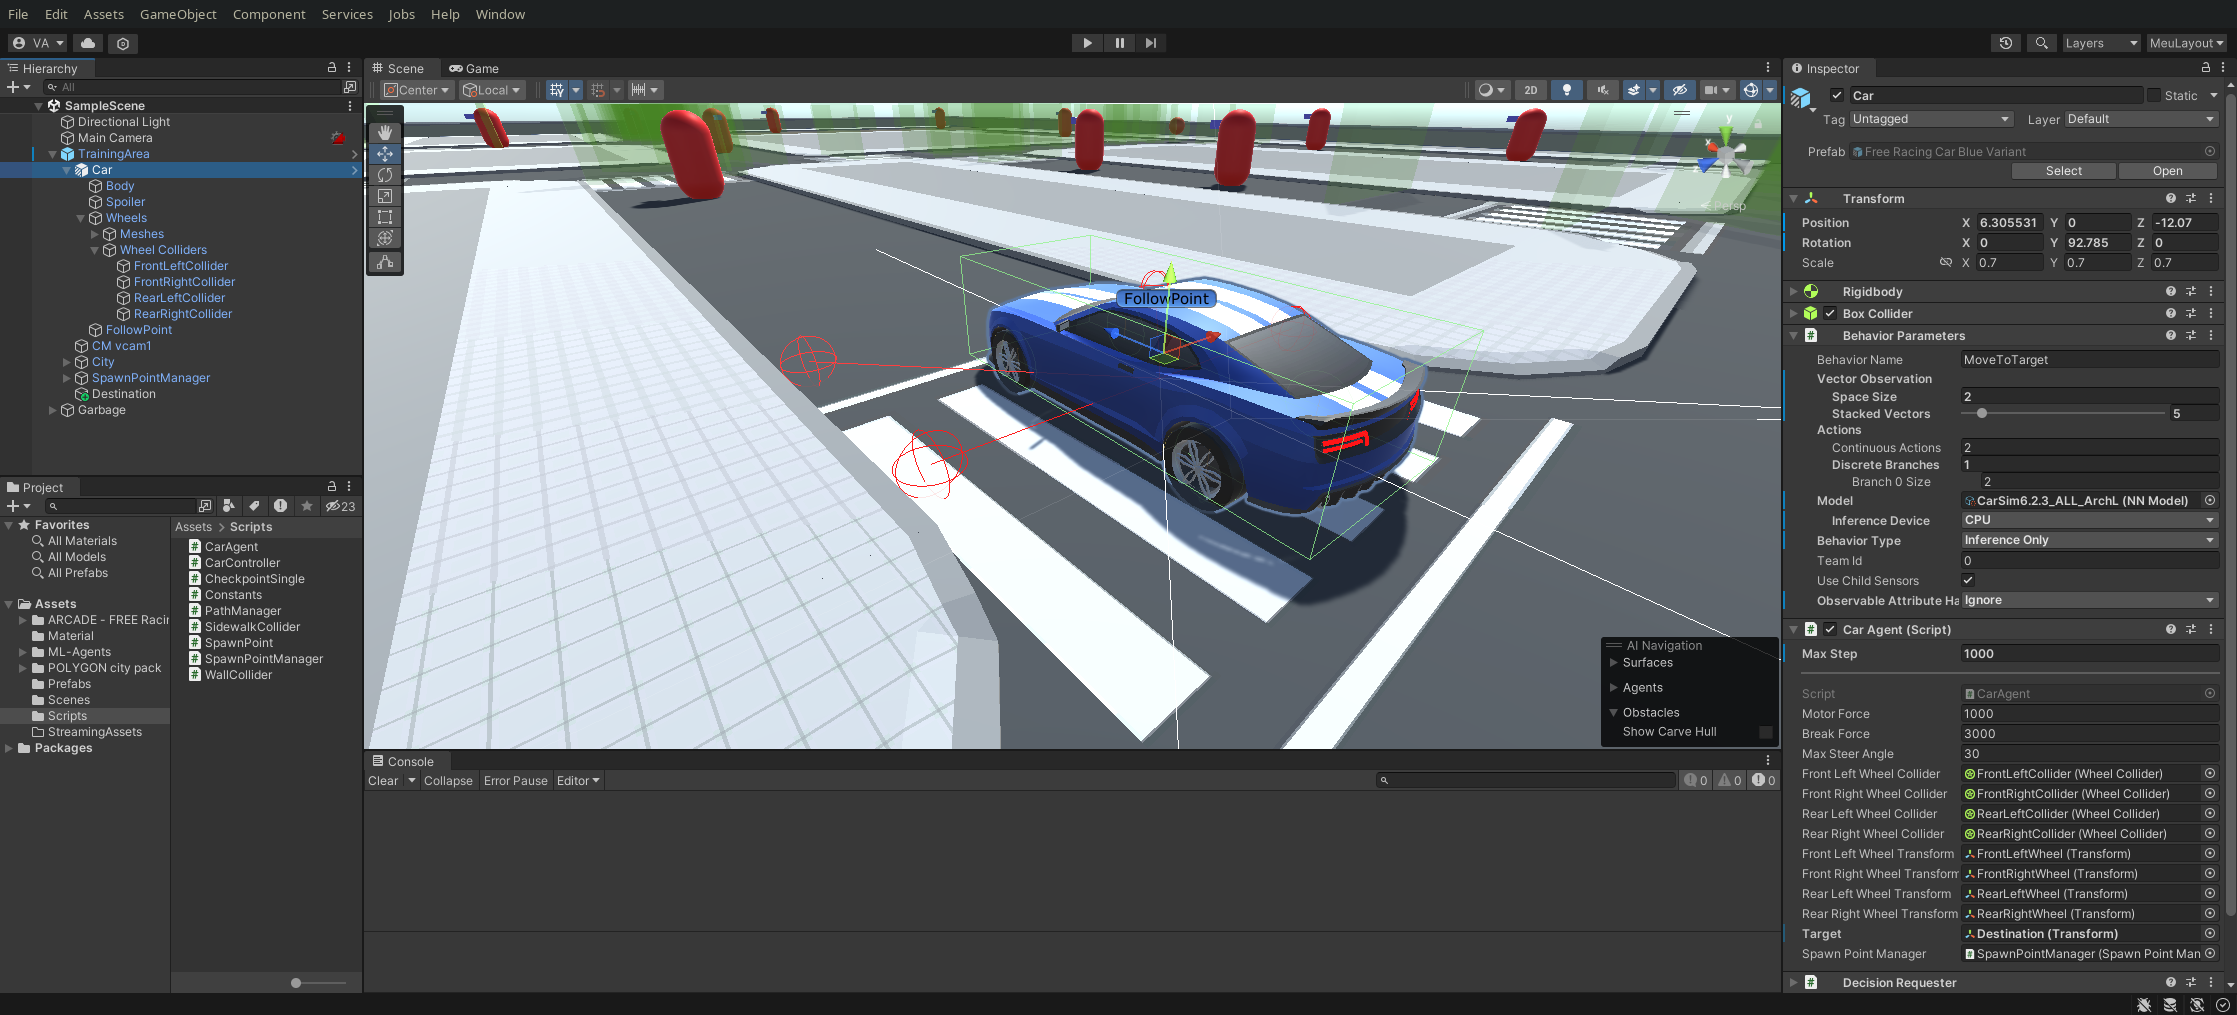 File Edit Assets GameObject Component Services Jobs Help Window
VA
Layers
MeuLayout
Hierarchy
All
SampleScene
Directional Light
Main Camera
TrainingArea
Car
Body
Spoiler
Wheels
Meshes
Wheel Colliders
FrontLeftCollider
FrontRightCollider
RearLeftCollider
RearRightCollider
FollowPoint
CM vcam1
City
SpawnPointManager
Destination
Garbage
Project
23
Favorites
All Materials
All Models
All Prefabs
Assets
ARCADE - FREE Racin
Material
ML-Agents
POLYGON city pack
Prefabs
Scenes
Scripts
StreamingAssets
Packages
Assets > Scripts
CarAgent
CarController
CheckpointSingle
Constants
PathManager
SidewalkCollider
SpawnPoint
SpawnPointManager
WallCollider
Scene
Game
Center
Local
2D
y
x
Persp
FollowPoint
AI Navigation
Surfaces
Agents
Obstacles
Show Carve Hull
Console
Clear Collapse Error Pause Editor
0 0 0
Inspector
Car Static
Tag Untagged Layer Default
Prefab Free Racing Car Blue Variant
Select Open
Transform
Position X 6.305531 Y 0 Z -12.07
Rotation X 0 Y 92.785 Z 0
Scale X 0.7 Y 0.7 Z 0.7
Rigidbody
Box Collider
Behavior Parameters
Behavior Name MoveToTarget
Vector Observation
Space Size 2
Stacked Vectors 5
Actions
Continuous Actions 2
Discrete Branches 1
Branch 0 Size 2
Model CarSim6.2.3_ALL_ArchL (NN Model)
Inference Device CPU
Behavior Type Inference Only
Team Id 0
Use Child Sensors
Observable Attribute Ha Ignore
Car Agent (Script)
Max Step 1000
Script CarAgent
Motor Force 1000
Break Force 3000
Max Steer Angle 30
Front Left Wheel Collider FrontLeftCollider (Wheel Collider)
Front Right Wheel Collider FrontRightCollider (Wheel Collider)
Rear Left Wheel Collider RearLeftCollider (Wheel Collider)
Rear Right Wheel Collider RearRightCollider (Wheel Collider)
Front Left Wheel Transform FrontLeftWheel (Transform)
Front Right Wheel Transform FrontRightWheel (Transform)
Rear Left Wheel Transform RearLeftWheel (Transform)
Rear Right Wheel Transform RearRightWheel (Transform)
Target Destination (Transform)
Spawn Point Manager SpawnPointManager (Spawn Point Man
Decision Requester